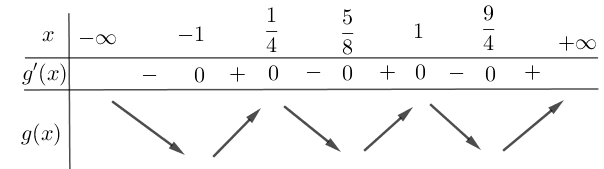 x −∞ −1 1/4 5/8 1 9/4 +∞
g′(x) − 0 + 0 − 0 + 0 − 0 +
g(x)